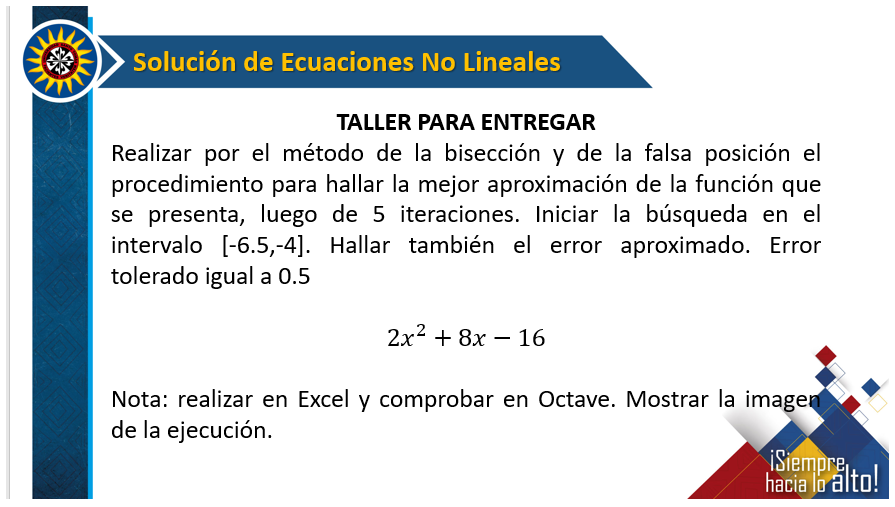 Solución de Ecuaciones No Lineales
TALLER PARA ENTREGAR
Realizar por el método de la bisección y de la falsa posición el
procedimiento para hallar la mejor aproximación de la función que
se presenta, luego de 5 iteraciones. Iniciar la búsqueda en el
intervalo [-6.5,-4]. Hallar también el error aproximado. Error
tolerado igual a 0.5
2x² + 8x − 16
Nota: realizar en Excel y comprobar en Octave. Mostrar la imagen
de la ejecución.
¡Siempre
hacia lo alto!